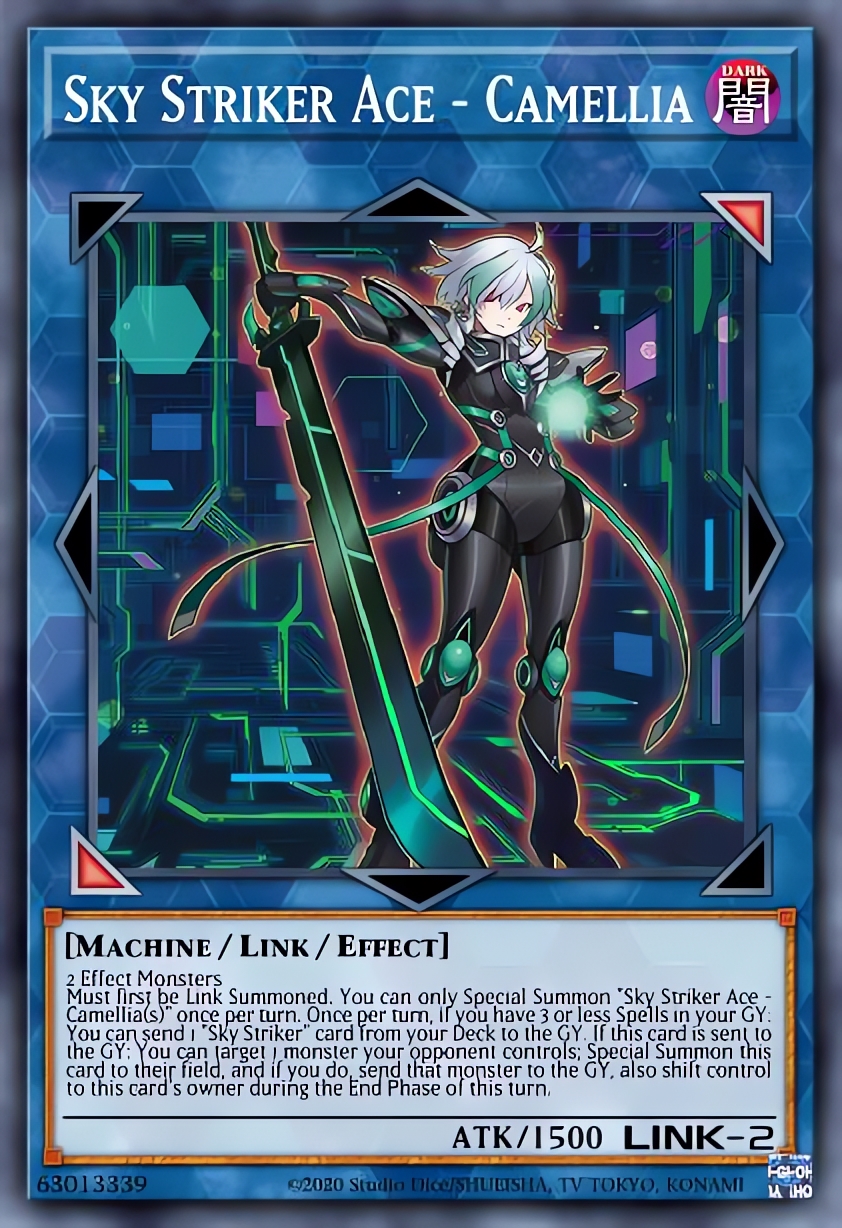 SKY STRIKER ACE - CAMELLIA
DARK
闇
[MACHINE / LINK / EFFECT]
2 Effect Monsters
Must first be Link Summoned. You can only Special Summon "Sky Striker Ace -
Camellia(s)" once per turn. Once per turn, if you have 3 or less Spells in your GY:
You can send 1 "Sky Striker" card from your Deck to the GY. If this card is sent to
the GY: You can target 1 monster your opponent controls; Special Summon this
card to their field, and if you do, send that monster to the GY, also shift control
to this card's owner during the End Phase of this turn.
ATK/1500 LINK-2
63013339
©2020 Studio Dice/SHUEISHA, TV TOKYO, KONAMI